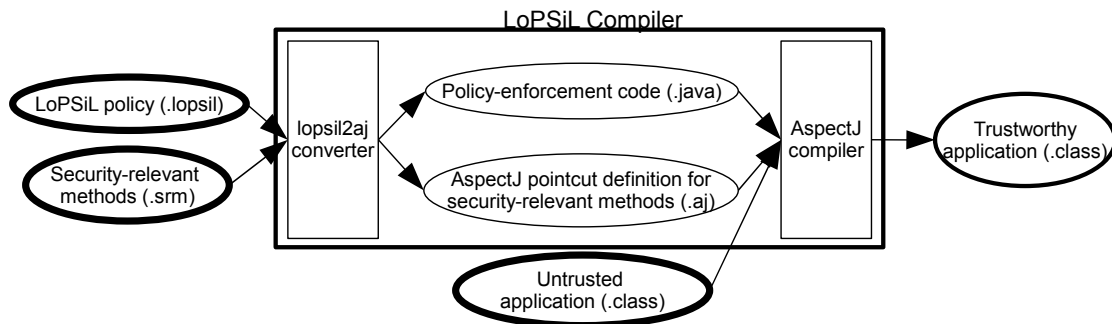 LoPSiL Compiler
LoPSiL policy (.lopsil)
Security-relevant
methods (.srm)
lopsil2aj
converter
Policy-enforcement code (.java)
AspectJ pointcut definition for
security-relevant methods (.aj)
Untrusted
application (.class)
AspectJ
compiler
Trustworthy
application (.class)